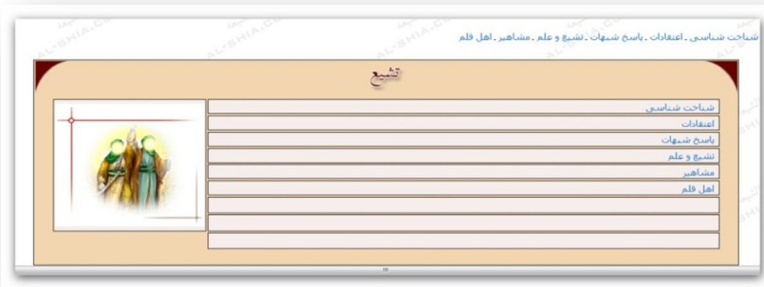 شناخت شناسی ـ اعتقادات ـ پاسخ شبهات ـ تشیع و علم ـ مشاهیر ـ اهل قلم
تشیع
شناخت شناسی
اعتقادات
پاسخ شبهات
تشیع و علم
مشاهیر
اهل قلم